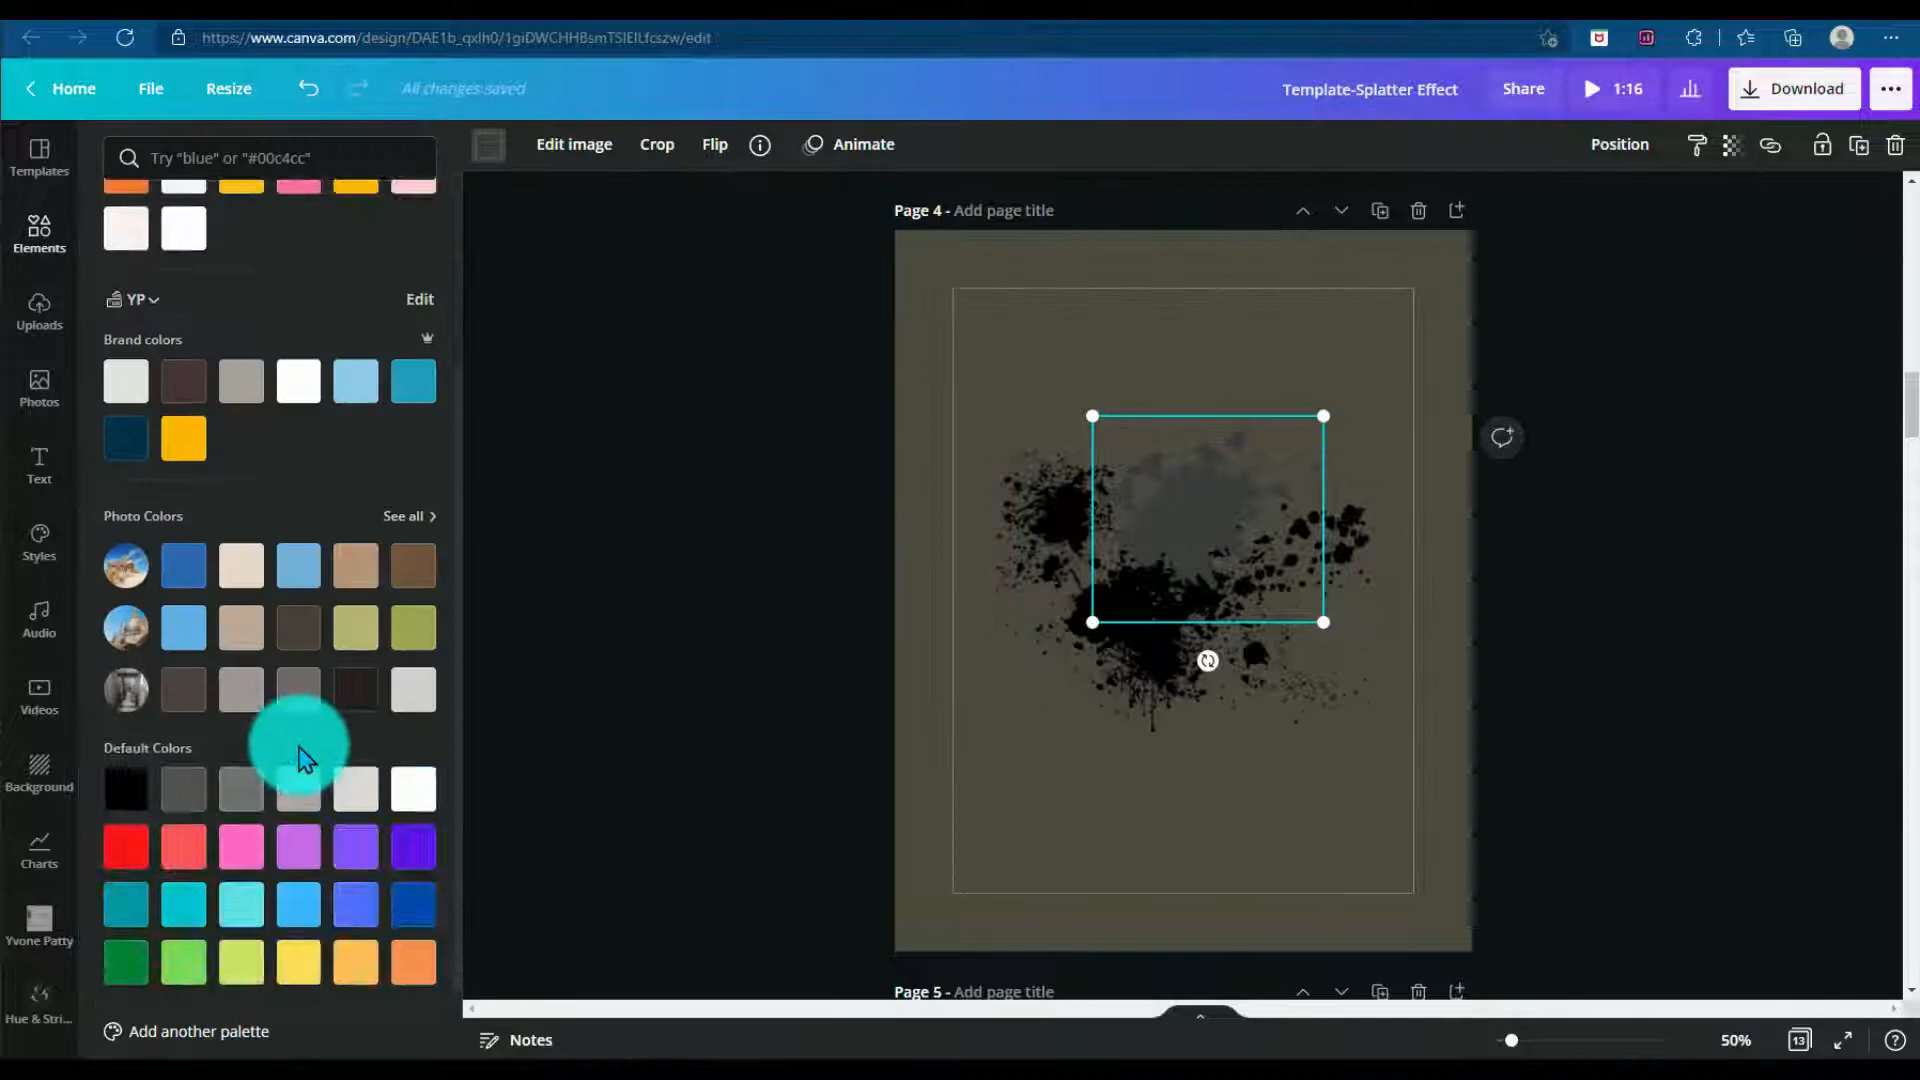 https://www.canva.com/design/DAE1b_qxlh0/1giDWCHHBsmTSIEILfcszw/edit
Home
File
Resize
All changes saved
Template-Splatter Effect
Share
1:16
Download
Templates
Try "blue" or "#00c4cc"
Edit image
Crop
Flip
Animate
Position
Page 4 - Add page title
Elements
YP
Edit
Uploads
Brand colors
Photos
Text
Photo Colors
See all
Styles
Audio
Videos
Default Colors
Background
Charts
Yvone Patty
Page 5 - Add page title
Hue & Stri...
Add another palette
Notes
50%
13